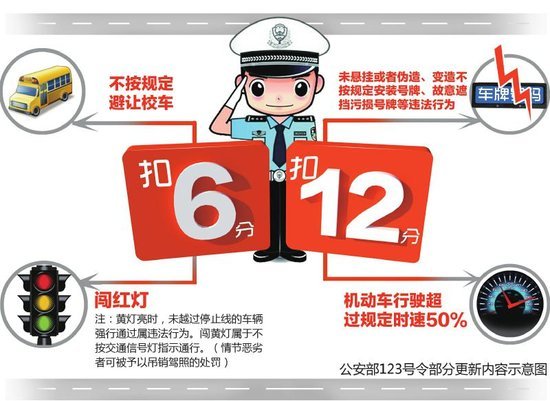 不按规定
避让校车
未悬挂或者伪造、变造不
按规定安装号牌、故意遮
挡污损号牌等违法行为
车牌号码
扣
6
分
扣
12
分
闯红灯
注：黄灯亮时，未越过停止线的车辆
强行通过属违法行为。闯黄灯属于不
按交通信号灯指示通行。（情节恶劣
者可被予以吊销驾照的处罚）
机动车行驶超
过规定时速50%
公安部123号令部分更新内容示意图